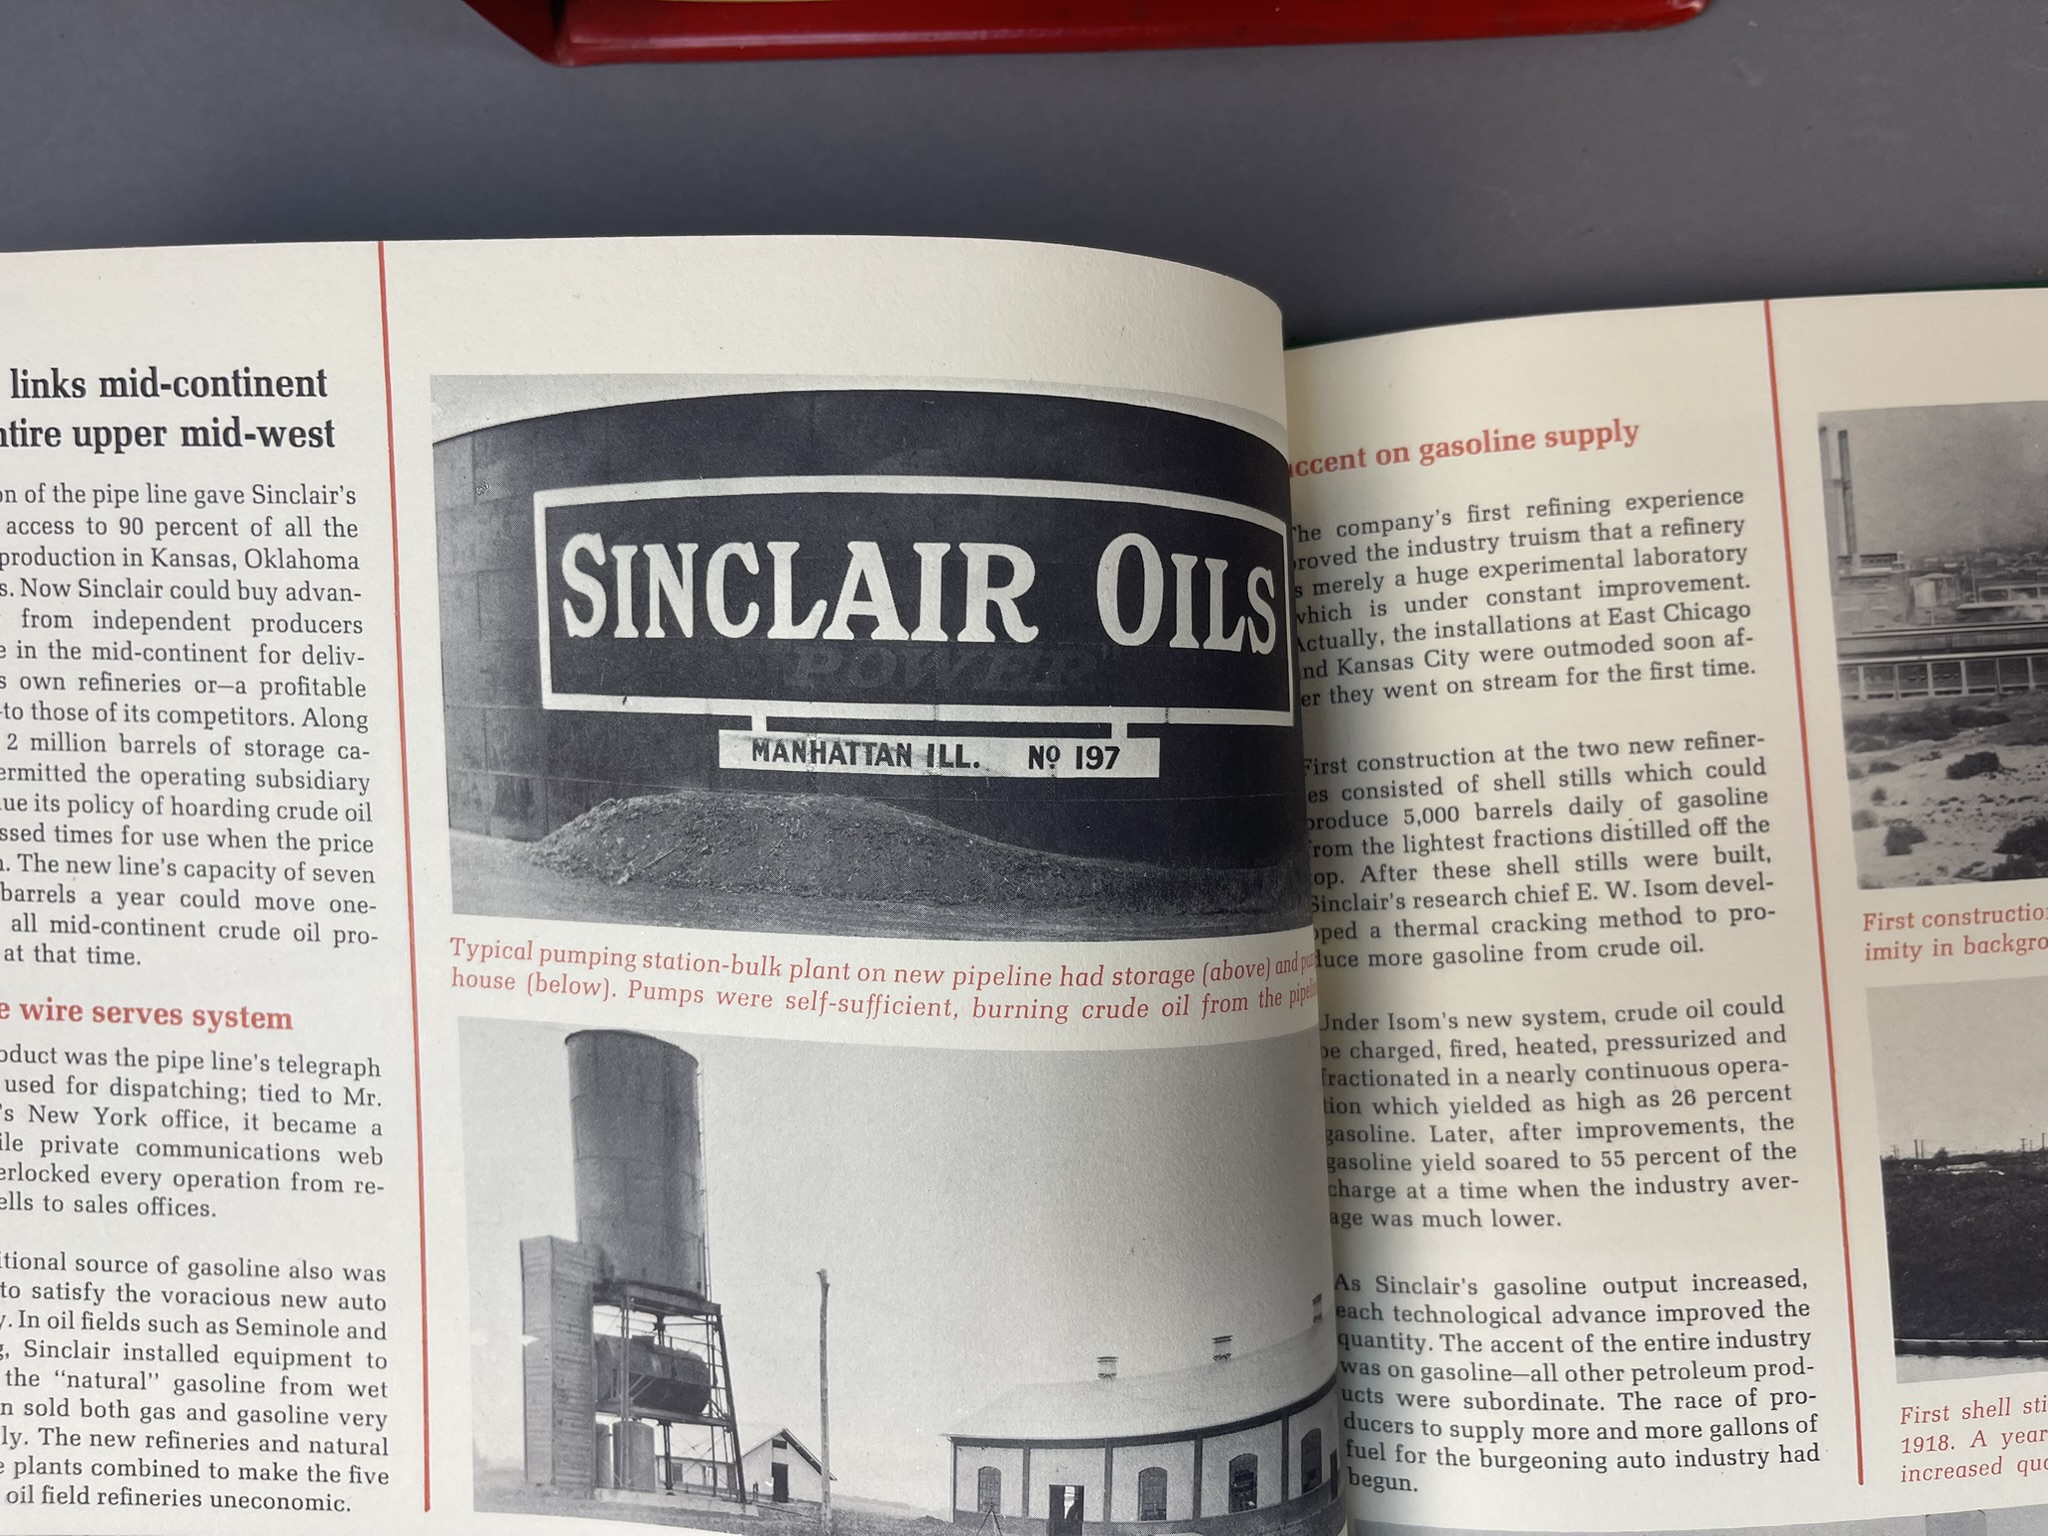 links mid-continent
entire upper mid-west
on of the pipe line gave Sinclair's
access to 90 percent of all the
production in Kansas, Oklahoma
s. Now Sinclair could buy advan-
from independent producers
e in the mid-continent for deliv-
s own refineries or—a profitable
-to those of its competitors. Along
2 million barrels of storage ca-
ermitted the operating subsidiary
ue its policy of hoarding crude oil
ssed times for use when the price
. The new line's capacity of seven
barrels a year could move one-
all mid-continent crude oil pro-
at that time.
e wire serves system
oduct was the pipe line's telegraph
used for dispatching; tied to Mr.
's New York office, it became a
ile private communications web
erlocked every operation from re-
ells to sales offices.
itional source of gasoline also was
to satisfy the voracious new auto
y. In oil fields such as Seminole and
g, Sinclair installed equipment to
the "natural" gasoline from wet
n sold both gas and gasoline very
ly. The new refineries and natural
e plants combined to make the five
oil field refineries uneconomic.
SINCLAIR OILS
POWER
MANHATTAN ILL. No 197
Typical pumping station-bulk plant on new pipeline had storage (above) and
house (below). Pumps were self-sufficient, burning crude oil from the
accent on gasoline supply
The company's first refining experience
proved the industry truism that a refinery
is merely a huge experimental laboratory
which is under constant improvement.
Actually, the installations at East Chicago
and Kansas City were outmoded soon af-
ter they went on stream for the first time.
First construction at the two new refiner-
ies consisted of shell stills which could
produce 5,000 barrels daily of gasoline
from the lightest fractions distilled off the
top. After these shell stills were built,
Sinclair's research chief E. W. Isom devel-
oped a thermal cracking method to pro-
duce more gasoline from crude oil.
Under Isom's new system, crude oil could
be charged, fired, heated, pressurized and
fractionated in a nearly continuous opera-
tion which yielded as high as 26 percent
gasoline. Later, after improvements, the
gasoline yield soared to 55 percent of the
charge at a time when the industry aver-
age was much lower.
As Sinclair's gasoline output increased,
each technological advance improved the
quantity. The accent of the entire industry
was on gasoline—all other petroleum prod-
ucts were subordinate. The race of pro-
ducers to supply more and more gallons of
fuel for the burgeoning auto industry had
begun.
First constructio
imity in backgro
First shell sti
1918. A year
increased qu